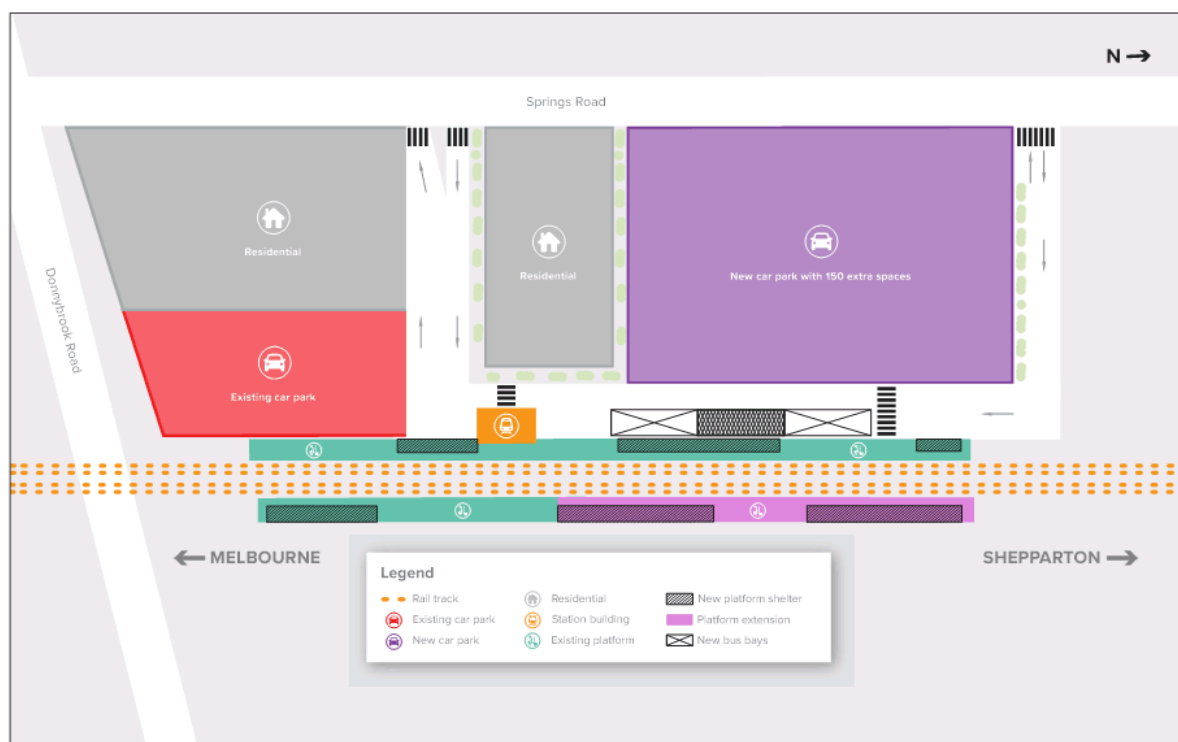 N
Springs Road
Residential
Residential
New car park with 150 extra spaces
Donnybrook Road
Existing car park
MELBOURNE
SHEPPARTON
Legend
Rail track
Existing car park
New car park
Residential
Station building
Existing platform
New platform shelter
Platform extension
New bus bays